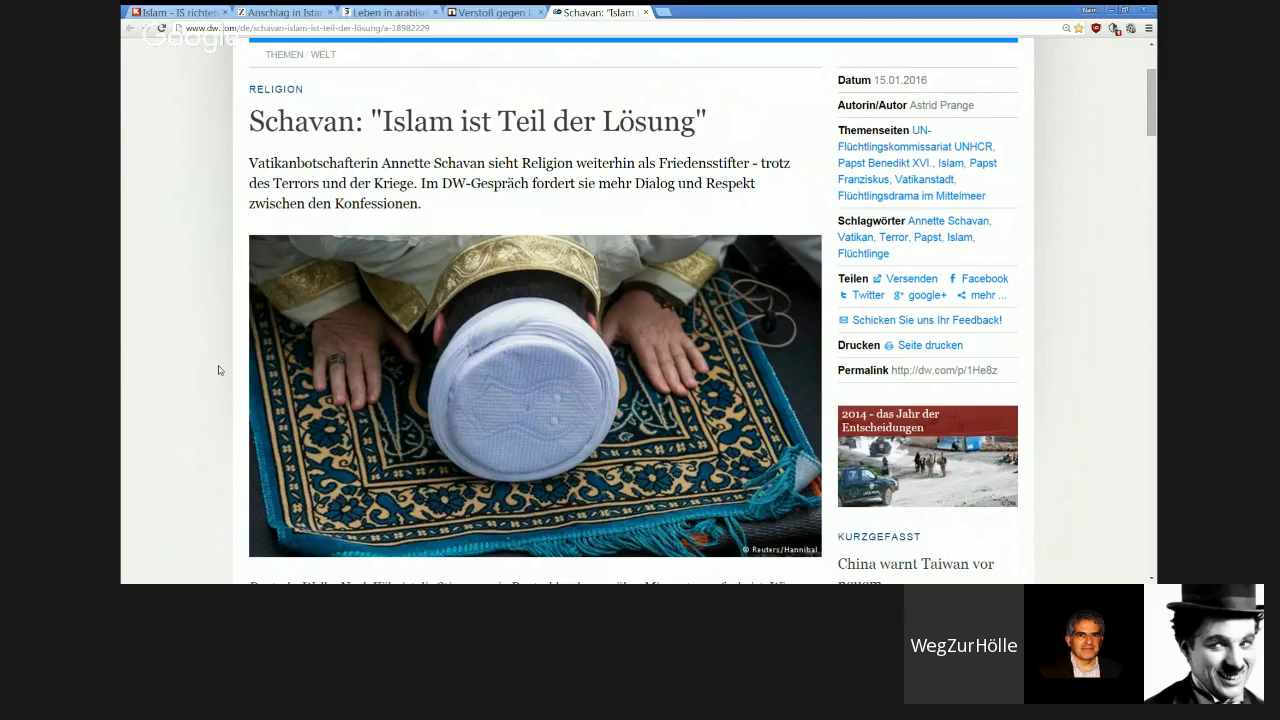 Islam - IS richtet
Anschlag in Istan
Leben in arabisc
Verstoß gegen i
Schavan: "Islam i
Naim
www.dw.com/de/schavan-islam-ist-teil-der-lösung/a-18982229
Google
THEMEN / WELT
RELIGION
Schavan: "Islam ist Teil der Lösung"
Vatikanbotschafterin Annette Schavan sieht Religion weiterhin als Friedensstifter - trotz
des Terrors und der Kriege. Im DW-Gespräch fordert sie mehr Dialog und Respekt
zwischen den Konfessionen.
© Reuters/Hannibal
Datum 15.01.2016
Autorin/Autor Astrid Prange
Themenseiten UN-
Flüchtlingskommissariat UNHCR,
Papst Benedikt XVI., Islam, Papst
Franziskus, Vatikanstadt,
Flüchtlingsdrama im Mittelmeer
Schlagwörter Annette Schavan,
Vatikan, Terror, Papst, Islam,
Flüchtlinge
Teilen Versenden Facebook
Twitter google+ mehr ...
Schicken Sie uns Ihr Feedback!
Drucken Seite drucken
Permalink http://dw.com/p/1He8z
2014 - das Jahr der
Entscheidungen
KURZGEFASST
China warnt Taiwan vor
WegZurHölle